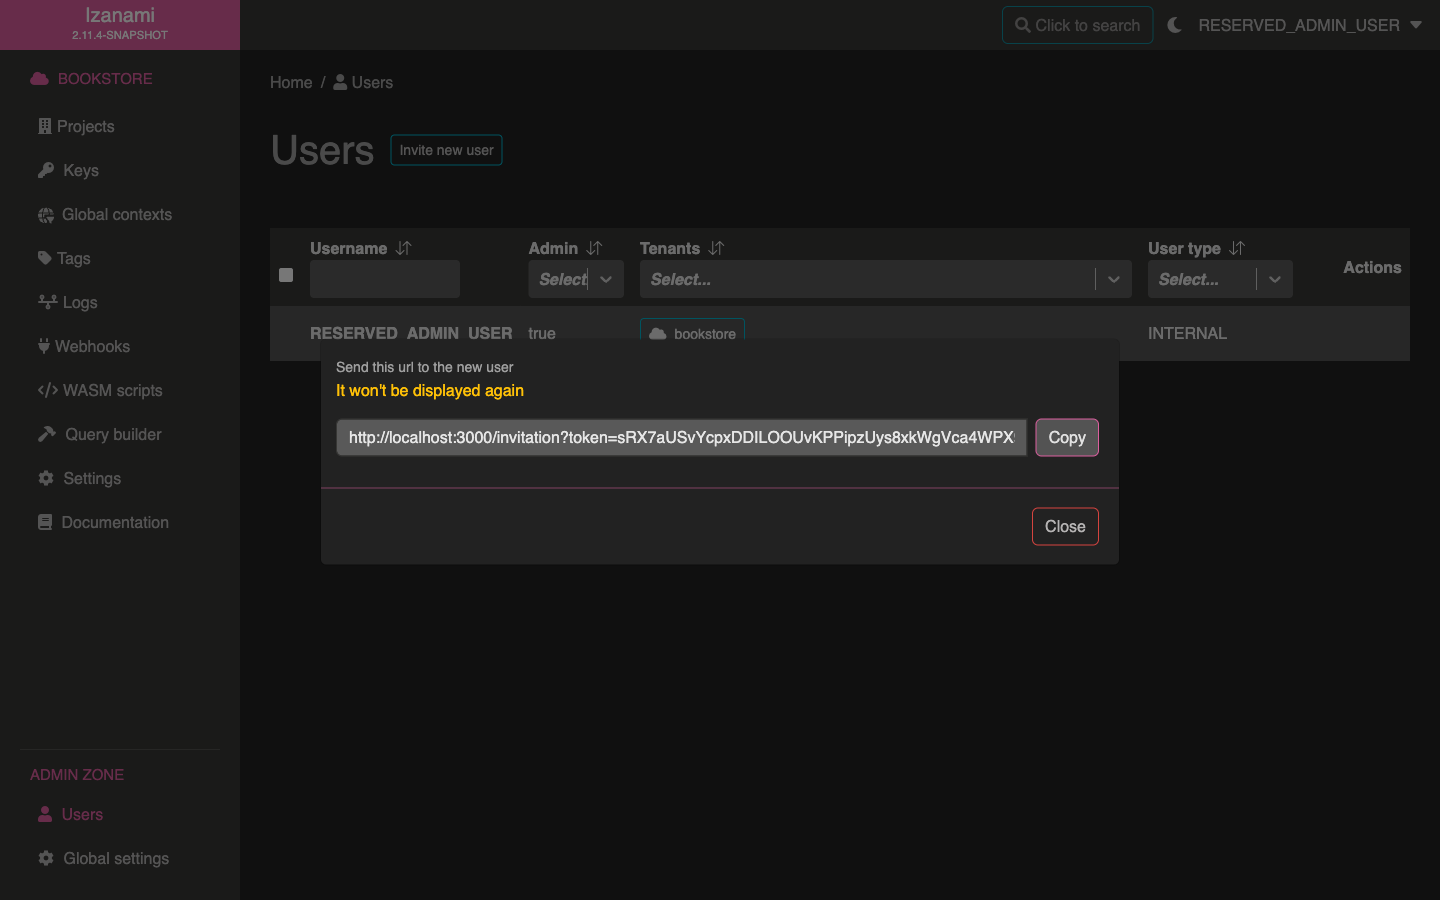 Izanami
2.11.4-SNAPSHOT
Click to search
RESERVED_ADMIN_USER
BOOKSTORE
Projects
Keys
Global contexts
Tags
Logs
Webhooks
WASM scripts
Query builder
Settings
Documentation
ADMIN ZONE
Users
Global settings
Home / Users
Users
Invite new user
Username Admin Tenants User type Actions
Select Select... Select...
RESERVED_ADMIN_USER true bookstore INTERNAL
Send this url to the new user
It won't be displayed again
http://localhost:3000/invitation?token=sRX7aUSvYcpxDDILOOUvKPPipzUys8xkWgVca4WPX
Copy
Close